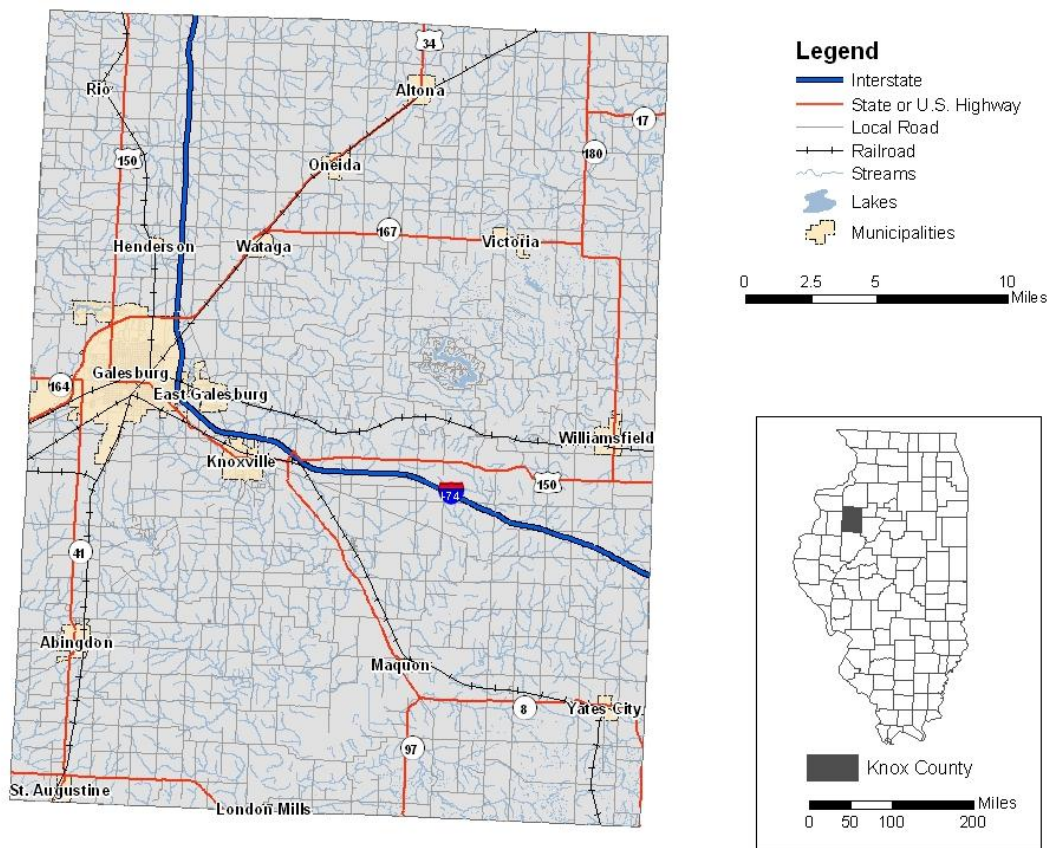 34
Rio
Altona
17
150
180
Oneida
Henderson
Wataga
167
Victoria
Galesburg
164
East Galesburg
Williamsfield
Knoxville
150
-74
41
Abingdon
Maquon
8
Yates City
97
St. Augustine
London Mills
Legend
Interstate
State or U.S. Highway
Local Road
Railroad
Streams
Lakes
Municipalities
0 2.5 5 10
Miles
Knox County
Miles
0 50 100 200